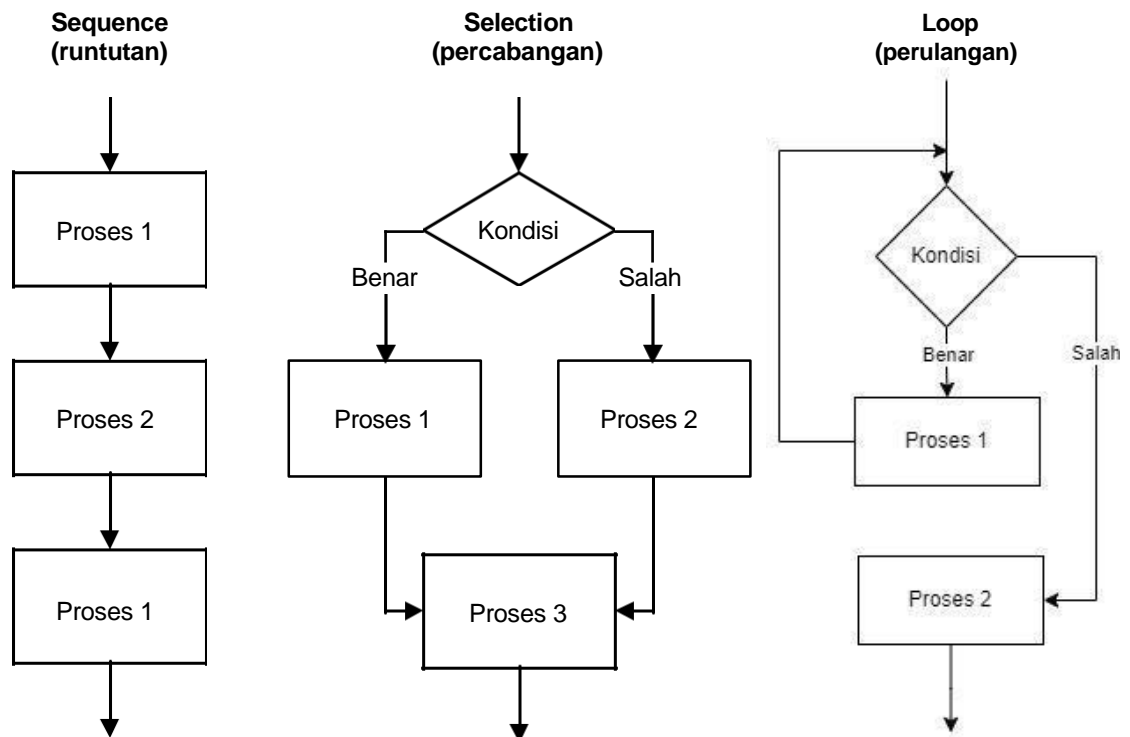 Sequence
(runtutan)
Proses 1
Proses 2
Proses 1
Selection
(percabangan)
Kondisi
Benar
Salah
Proses 1
Proses 2
Proses 3
Loop
(perulangan)
Kondisi
Benar
Salah
Proses 1
Proses 2